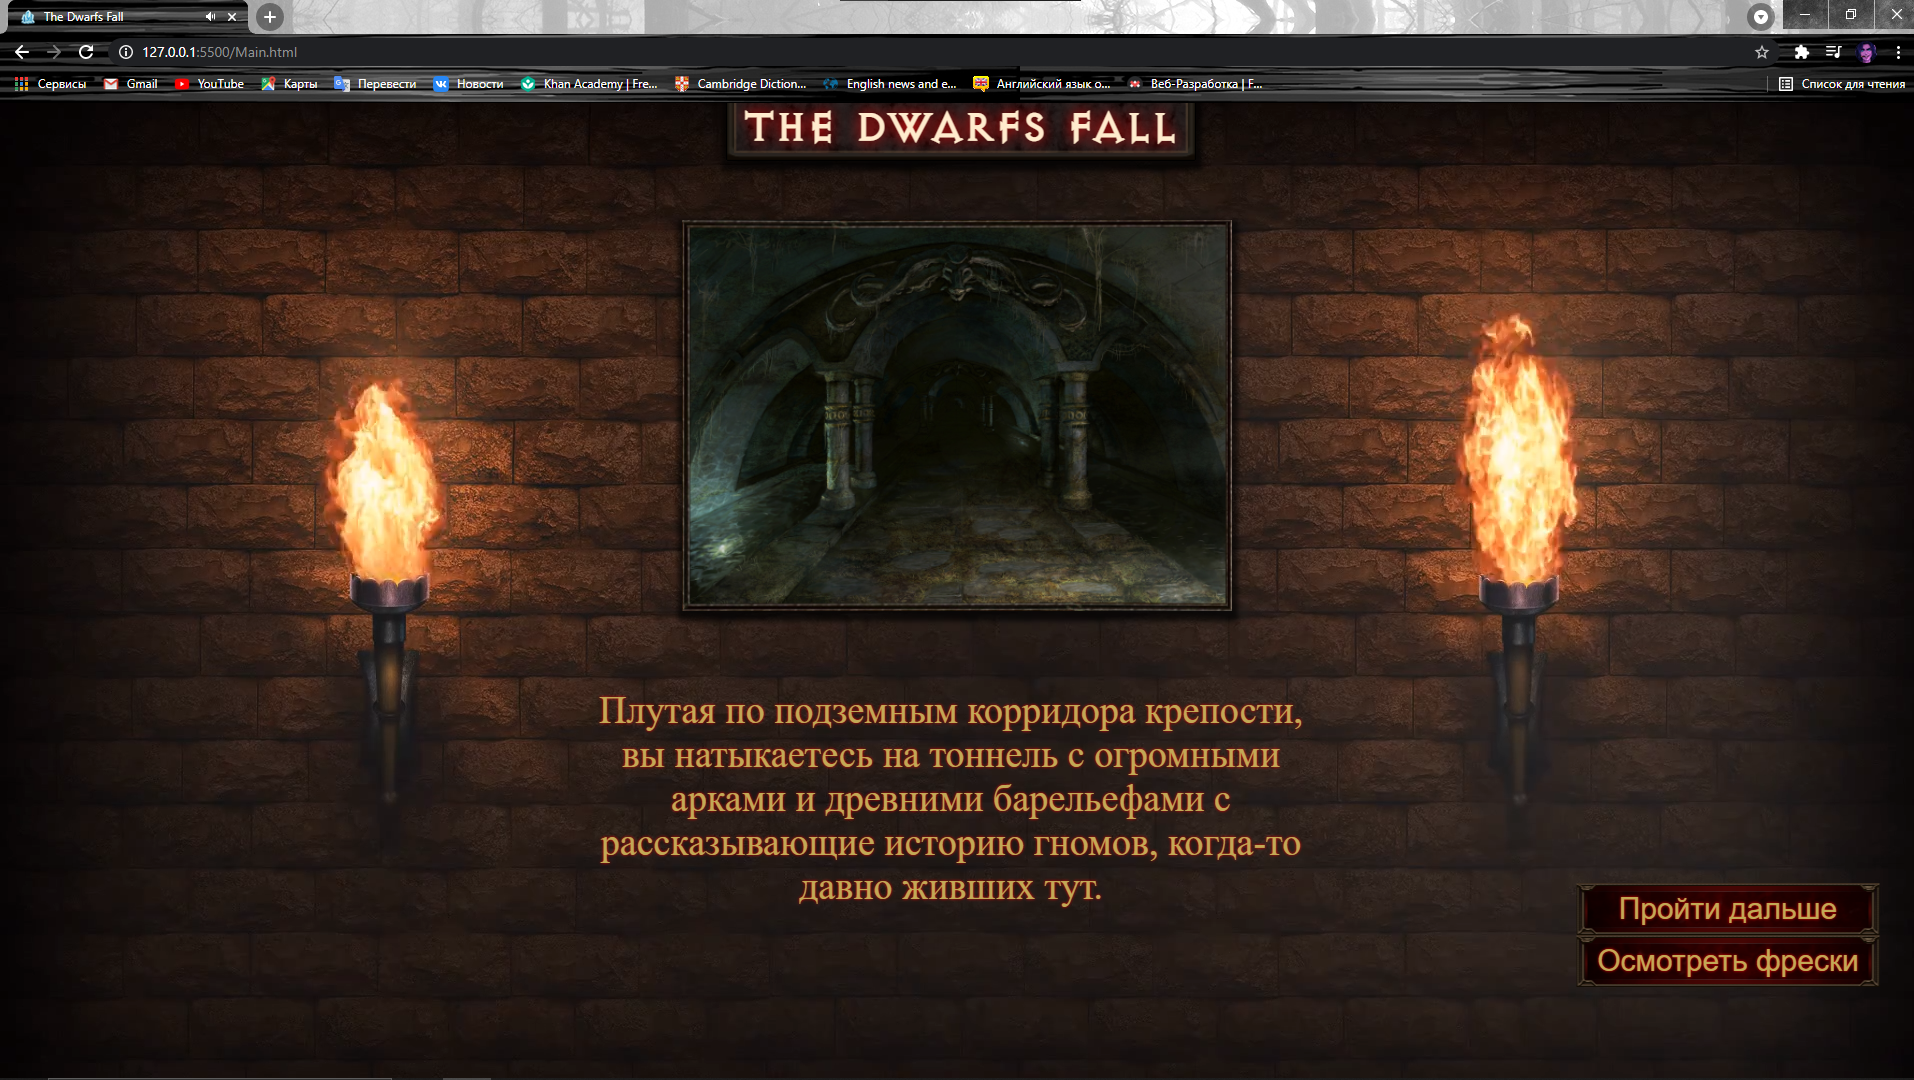 The Dwarfs Fall
127.0.0.1:5500/Main.html
Сервисы Gmail YouTube Карты Перевести Новости Khan Academy | Fre... Cambridge Diction... English news and e... Английский язык о... Веб-Разработка | F... Список для чтения
THE DWARFS FALL
Плутая по подземным корридора крепости,
вы натыкаетесь на тоннель с огромными
арками и древними барельефами с
рассказывающие историю гномов, когда-то
давно живших тут.
Пройти дальше
Осмотреть фрески